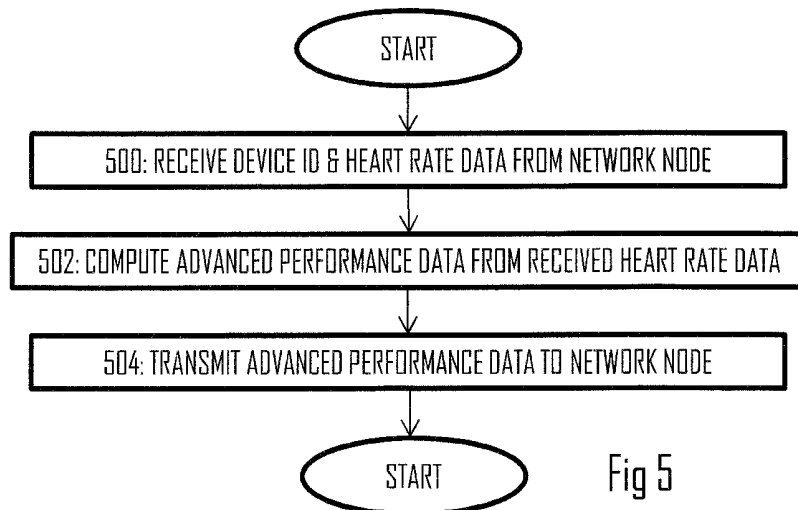 START
500: RECEIVE DEVICE ID & HEART RATE DATA FROM NETWORK NODE
502: COMPUTE ADVANCED PERFORMANCE DATA FROM RECEIVED HEART RATE DATA
504: TRANSMIT ADVANCED PERFORMANCE DATA TO NETWORK NODE
START
Fig 5